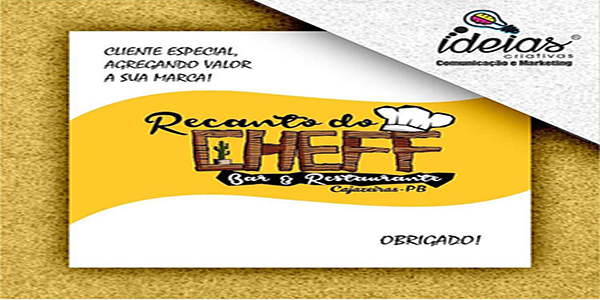 ideias®
criativas
Comunicação e Marketing
CLIENTE ESPECIAL,
AGREGANDO VALOR
A SUA MARCA!
Recanto do
CHEFF
Bar & Restaurante
Cajazeiras-PB
OBRIGADO!